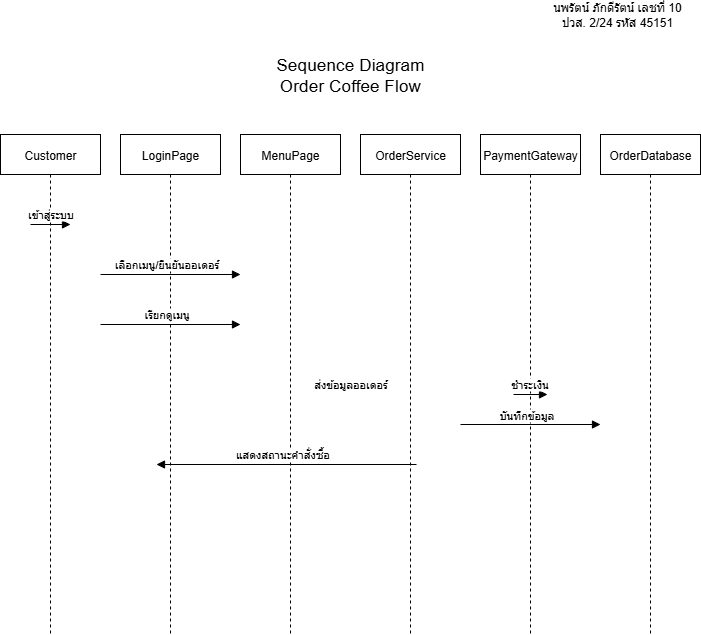 นพรัตน์ ภักดีรัตน์ เลขที่ 10
ปวส. 2/24 รหัส 45151
Sequence Diagram
Order Coffee Flow
Customer
LoginPage
MenuPage
OrderService
PaymentGateway
OrderDatabase
เข้าสู่ระบบ
เลือกเมนู/ยืนยันออเดอร์
เรียกดูเมนู
ส่งข้อมูลออเดอร์
ชำระเงิน
บันทึกข้อมูล
แสดงสถานะคำสั่งซื้อ